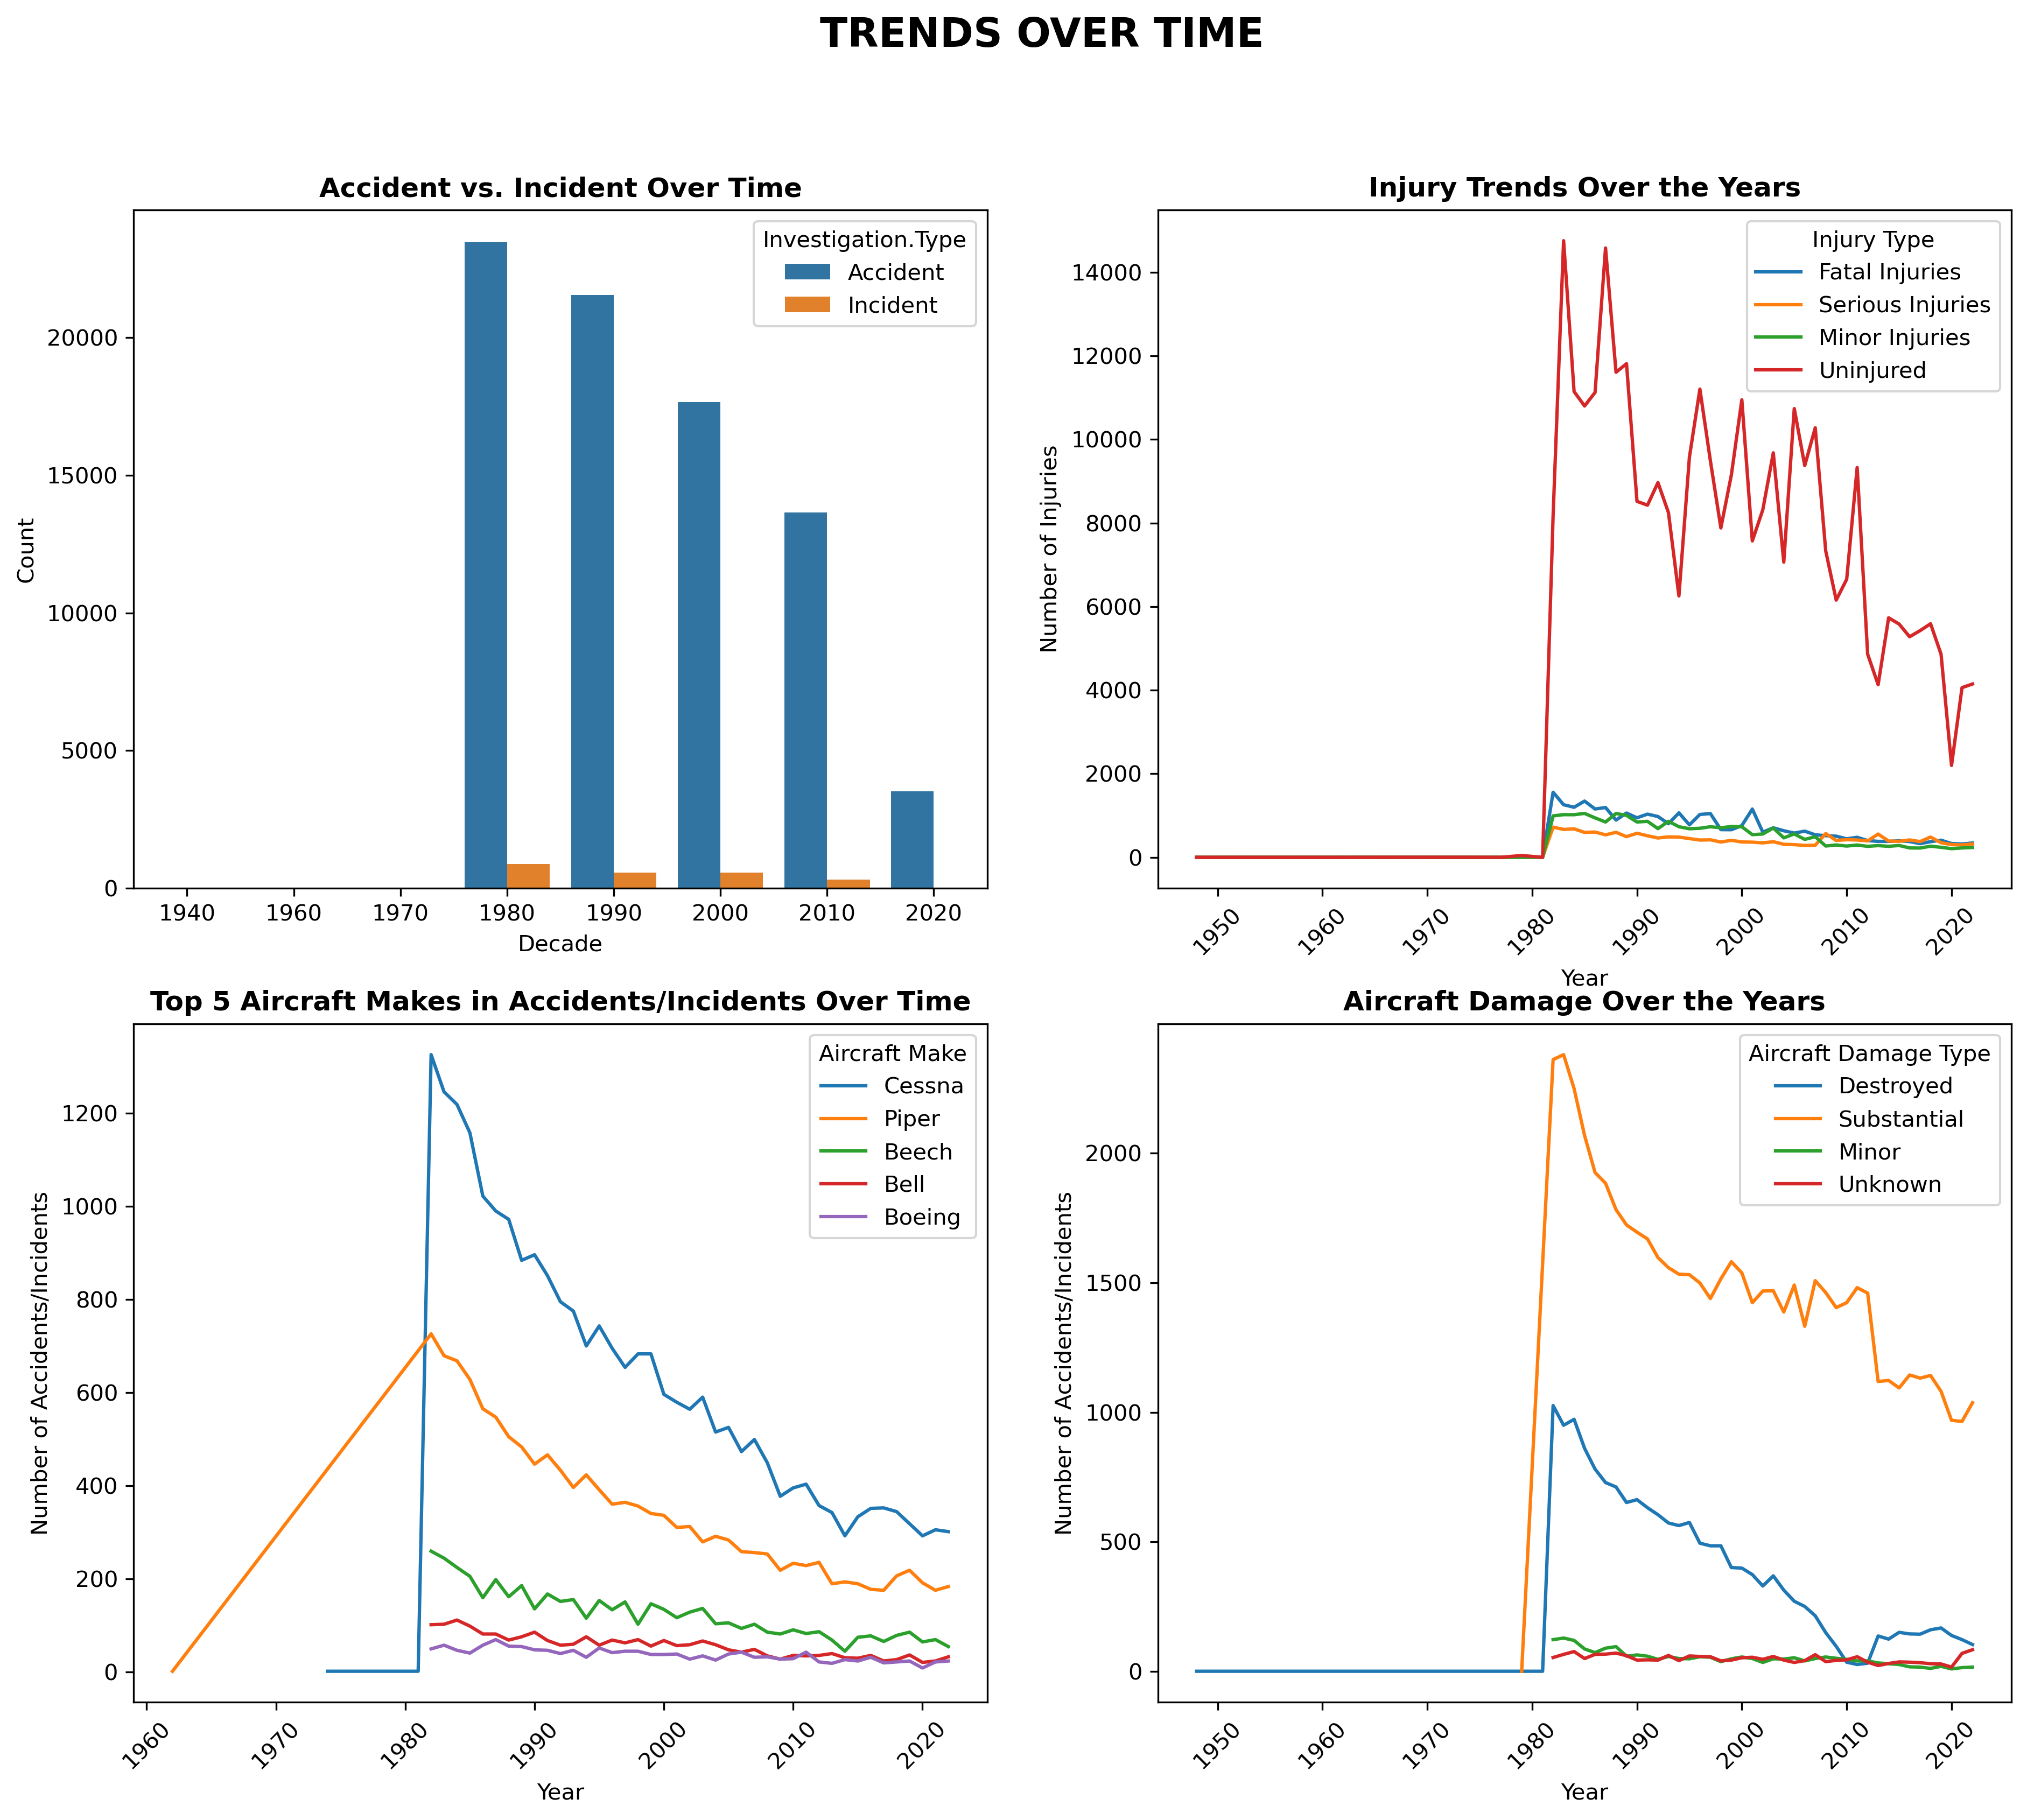 TRENDS OVER TIME
Accident vs. Incident Over Time
Investigation.Type
Accident
Incident
Count
20000
15000
10000
5000
0
1940 1960 1970 1980 1990 2000 2010 2020
Decade
Injury Trends Over the Years
Injury Type
Fatal Injuries
Serious Injuries
Minor Injuries
Uninjured
Number of Injuries
14000
12000
10000
8000
6000
4000
2000
0
1950 1960 1970 1980 1990 2000 2010 2020
Year
Top 5 Aircraft Makes in Accidents/Incidents Over Time
Aircraft Make
Cessna
Piper
Beech
Bell
Boeing
Number of Accidents/Incidents
1200
1000
800
600
400
200
0
1960 1970 1980 1990 2000 2010 2020
Year
Aircraft Damage Over the Years
Aircraft Damage Type
Destroyed
Substantial
Minor
Unknown
Number of Accidents/Incidents
2000
1500
1000
500
0
1950 1960 1970 1980 1990 2000 2010 2020
Year